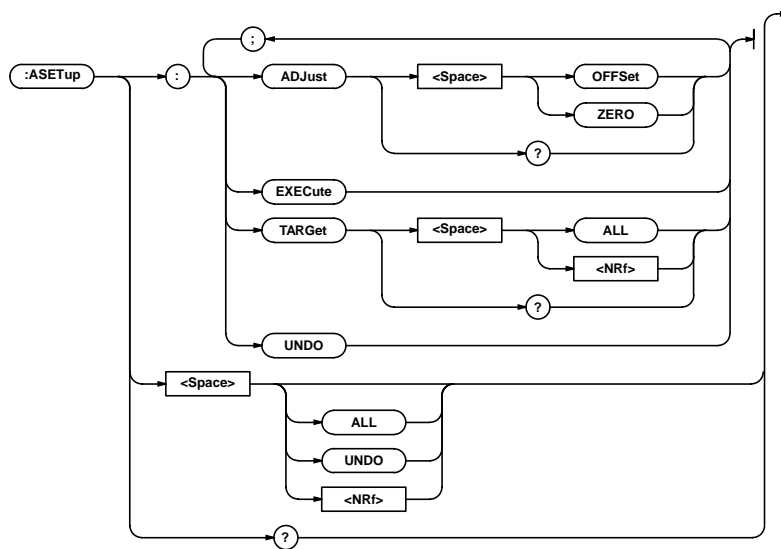 ;
:ASETup : ADJust <Space> OFFSet
ZERO
?
EXECute
TARGet <Space> ALL
<NRf>
?
UNDO
<Space>
ALL
UNDO
<NRf>
?